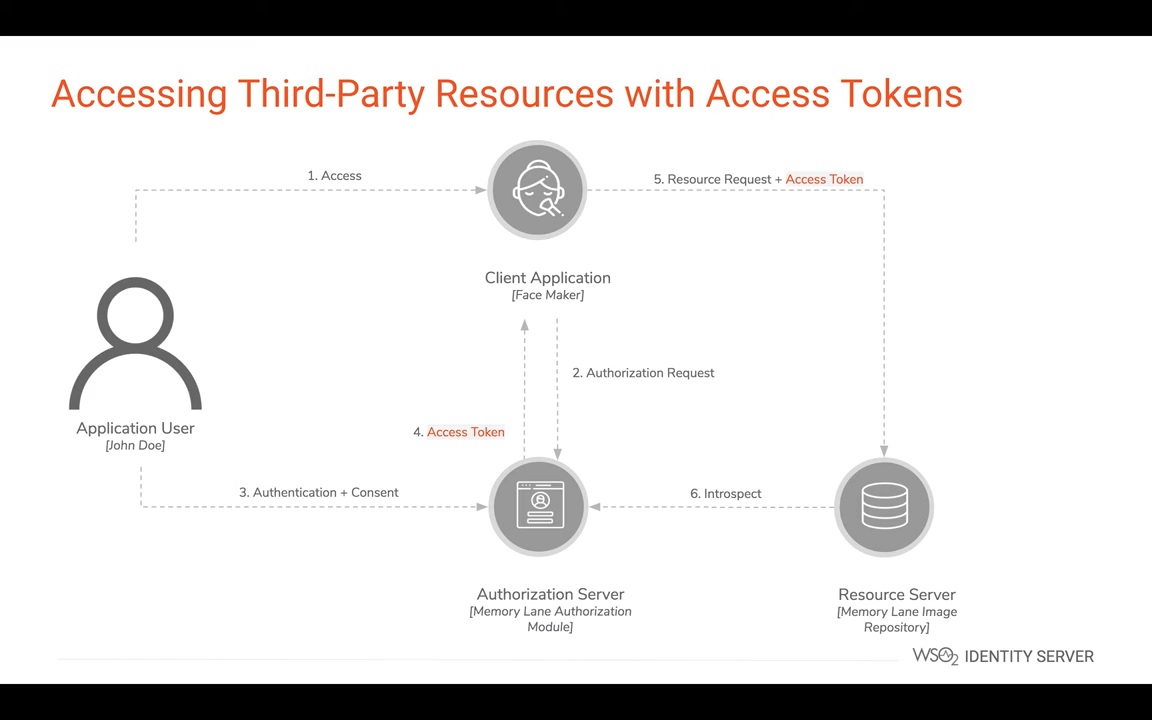 Accessing Third-Party Resources with Access Tokens
1. Access
5. Resource Request + Access Token
Client Application
[Face Maker]
2. Authorization Request
Application User
[John Doe]
4. Access Token
3. Authentication + Consent
6. Introspect
Authorization Server
[Memory Lane Authorization
Module]
Resource Server
[Memory Lane Image
Repository]
WSO2 IDENTITY SERVER